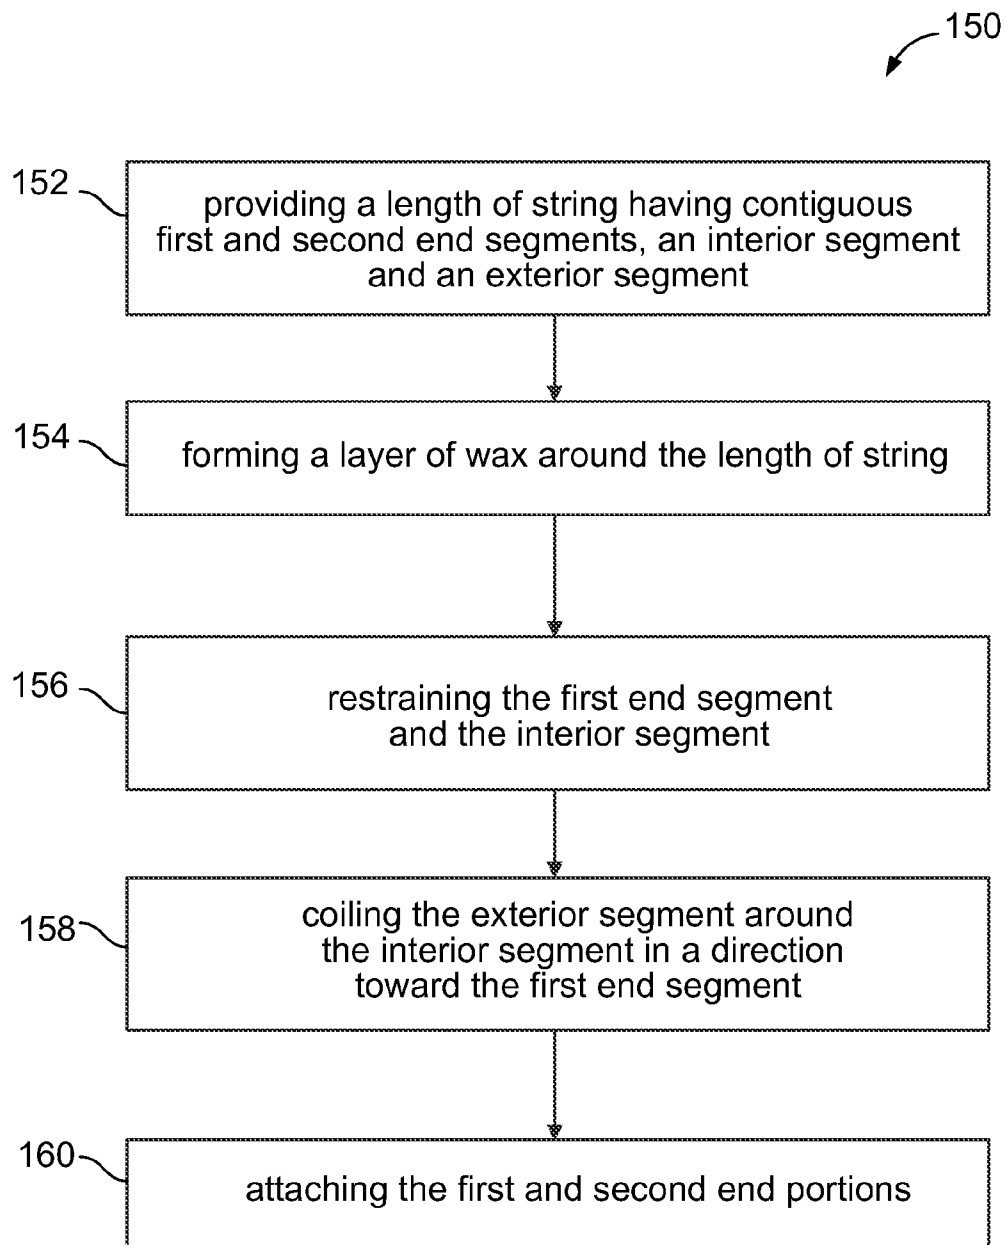 150
152
providing a length of string having contiguous
first and second end segments, an interior segment
and an exterior segment
154
forming a layer of wax around the length of string
156
restraining the first end segment
and the interior segment
158
coiling the exterior segment around
the interior segment in a direction
toward the first end segment
160
attaching the first and second end portions